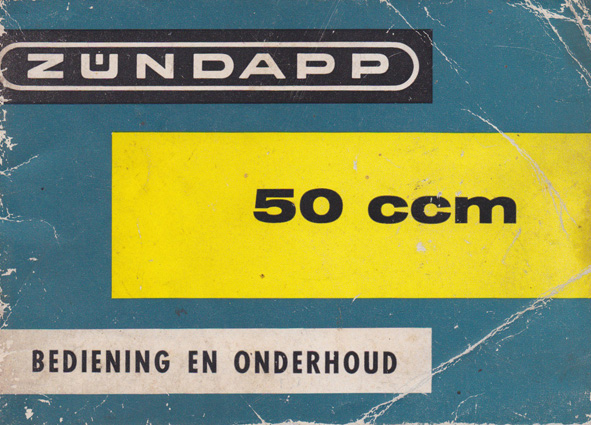 ZÜNDAPP
50 ccm
BEDIENING EN ONDERHOUD